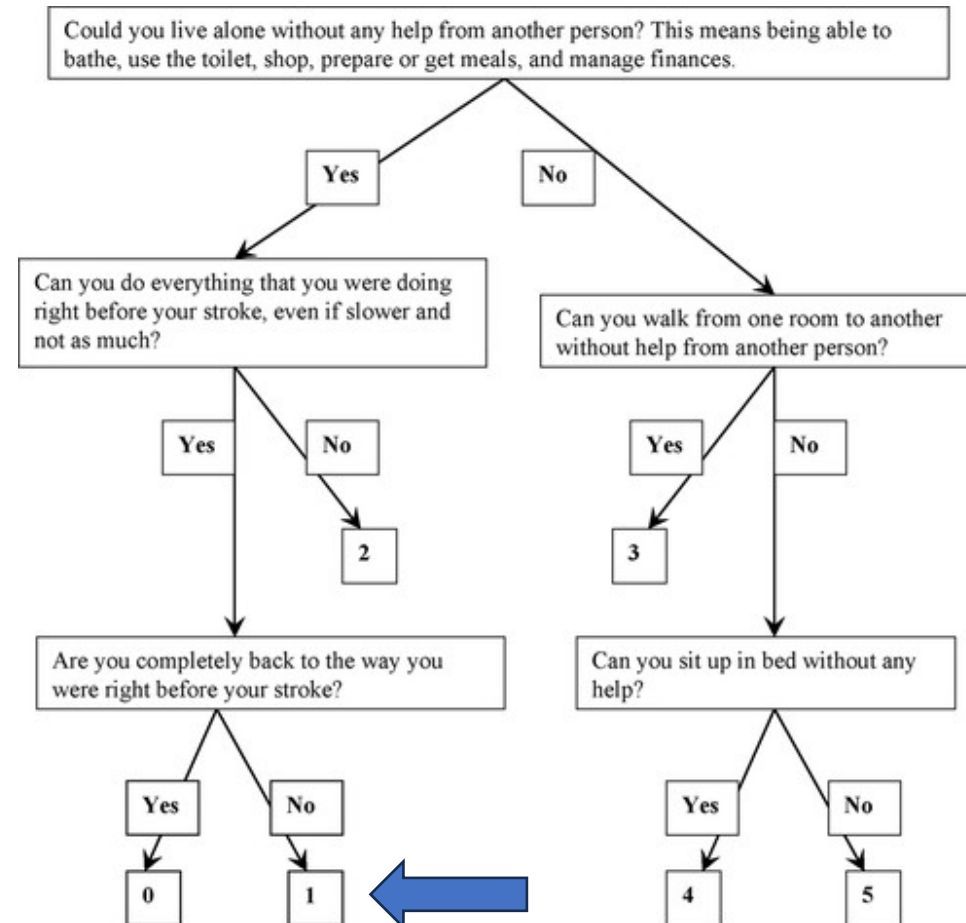 Could you live alone without any help from another person? This means being able to
bathe, use the toilet, shop, prepare or get meals, and manage finances.
Yes
No
Can you do everything that you were doing
right before your stroke, even if slower and
not as much?
Can you walk from one room to another
without help from another person?
Yes
No
Yes
No
2
3
Are you completely back to the way you
were right before your stroke?
Can you sit up in bed without any
help?
Yes
No
Yes
No
0
1
4
5